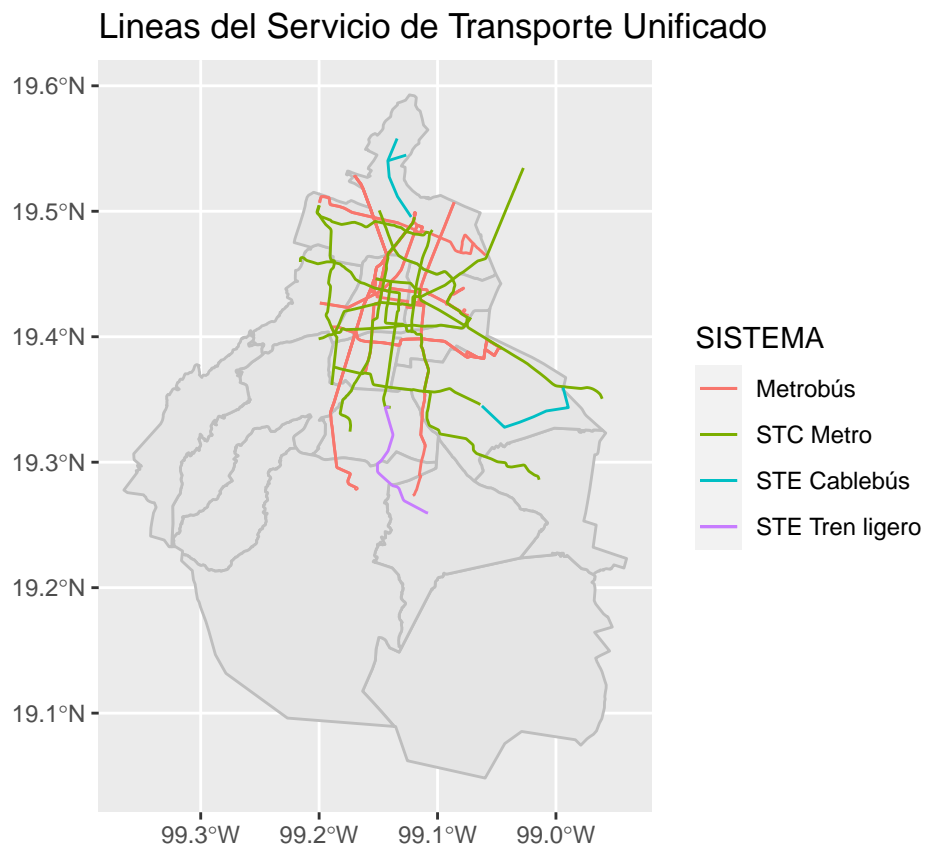 Lineas del Servicio de Transporte Unificado
19.6°N
19.5°N
19.4°N
19.3°N
19.2°N
19.1°N
99.3°W 99.2°W 99.1°W 99.0°W
SISTEMA
Metrobús
STC Metro
STE Cablebús
STE Tren ligero